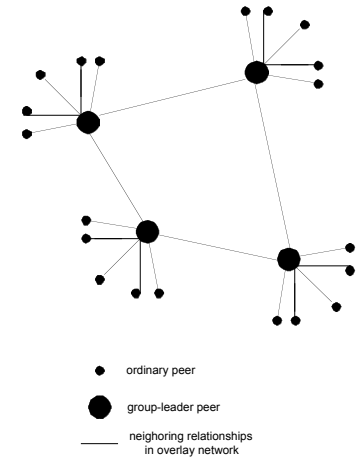 ordinary peer
group-leader peer
neighoring relationships
in overlay network